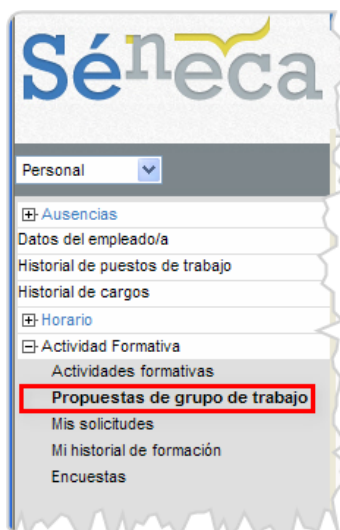 Séneca
Personal
Ausencias
Datos del empleado/a
Historial de puestos de trabajo
Historial de cargos
Horario
Actividad Formativa
Actividades formativas
Propuestas de grupo de trabajo
Mis solicitudes
Mi historial de formación
Encuestas